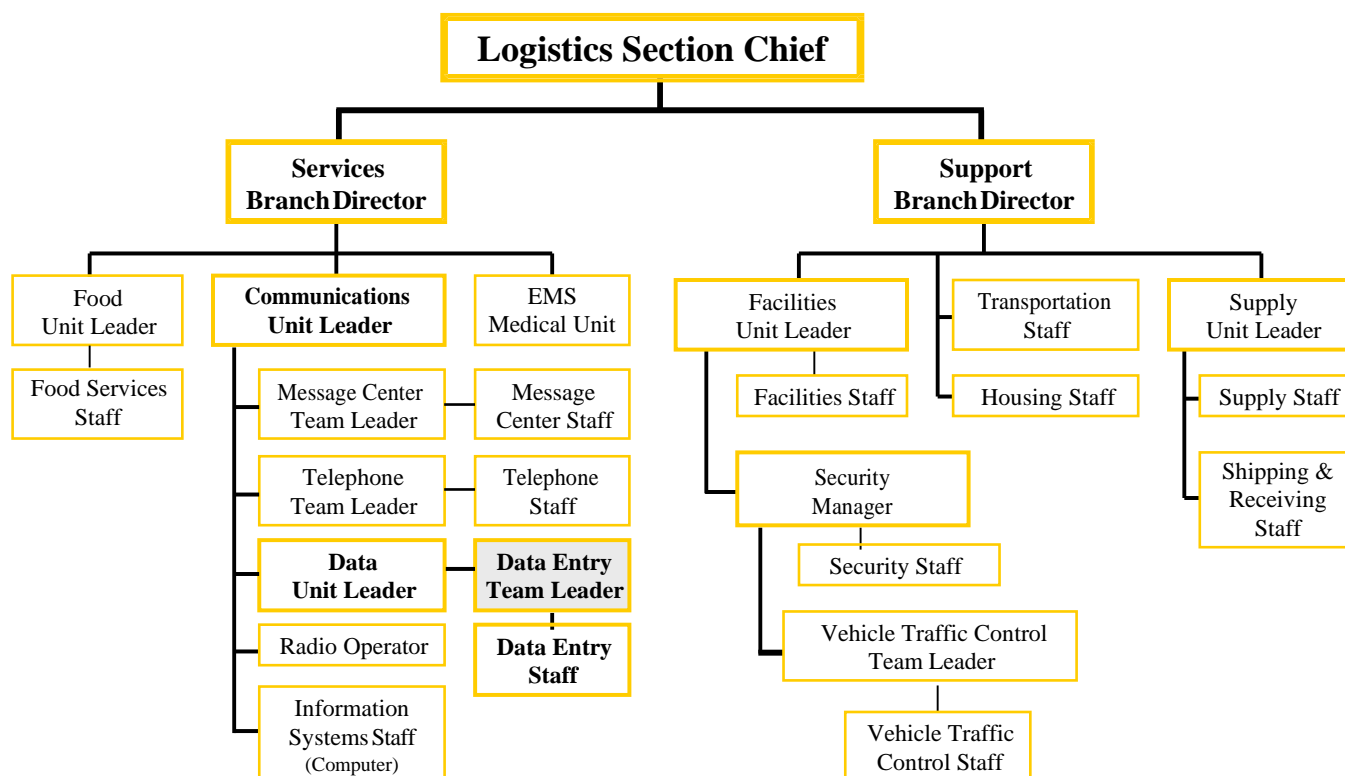 Logistics Section Chief
Services
Branch Director
Support
Branch Director
Food
Unit Leader
Communications
Unit Leader
EMS
Medical Unit
Facilities
Unit Leader
Transportation
Staff
Supply
Unit Leader
Food Services
Staff
Message Center
Team Leader
Message
Center Staff
Facilities Staff
Housing Staff
Supply Staff
Telephone
Team Leader
Telephone
Staff
Security
Manager
Shipping &
Receiving
Staff
Data
Unit Leader
Data Entry
Team Leader
Security Staff
Radio Operator
Data Entry
Staff
Vehicle Traffic Control
Team Leader
Information
Systems Staff
(Computer)
Vehicle Traffic
Control Staff